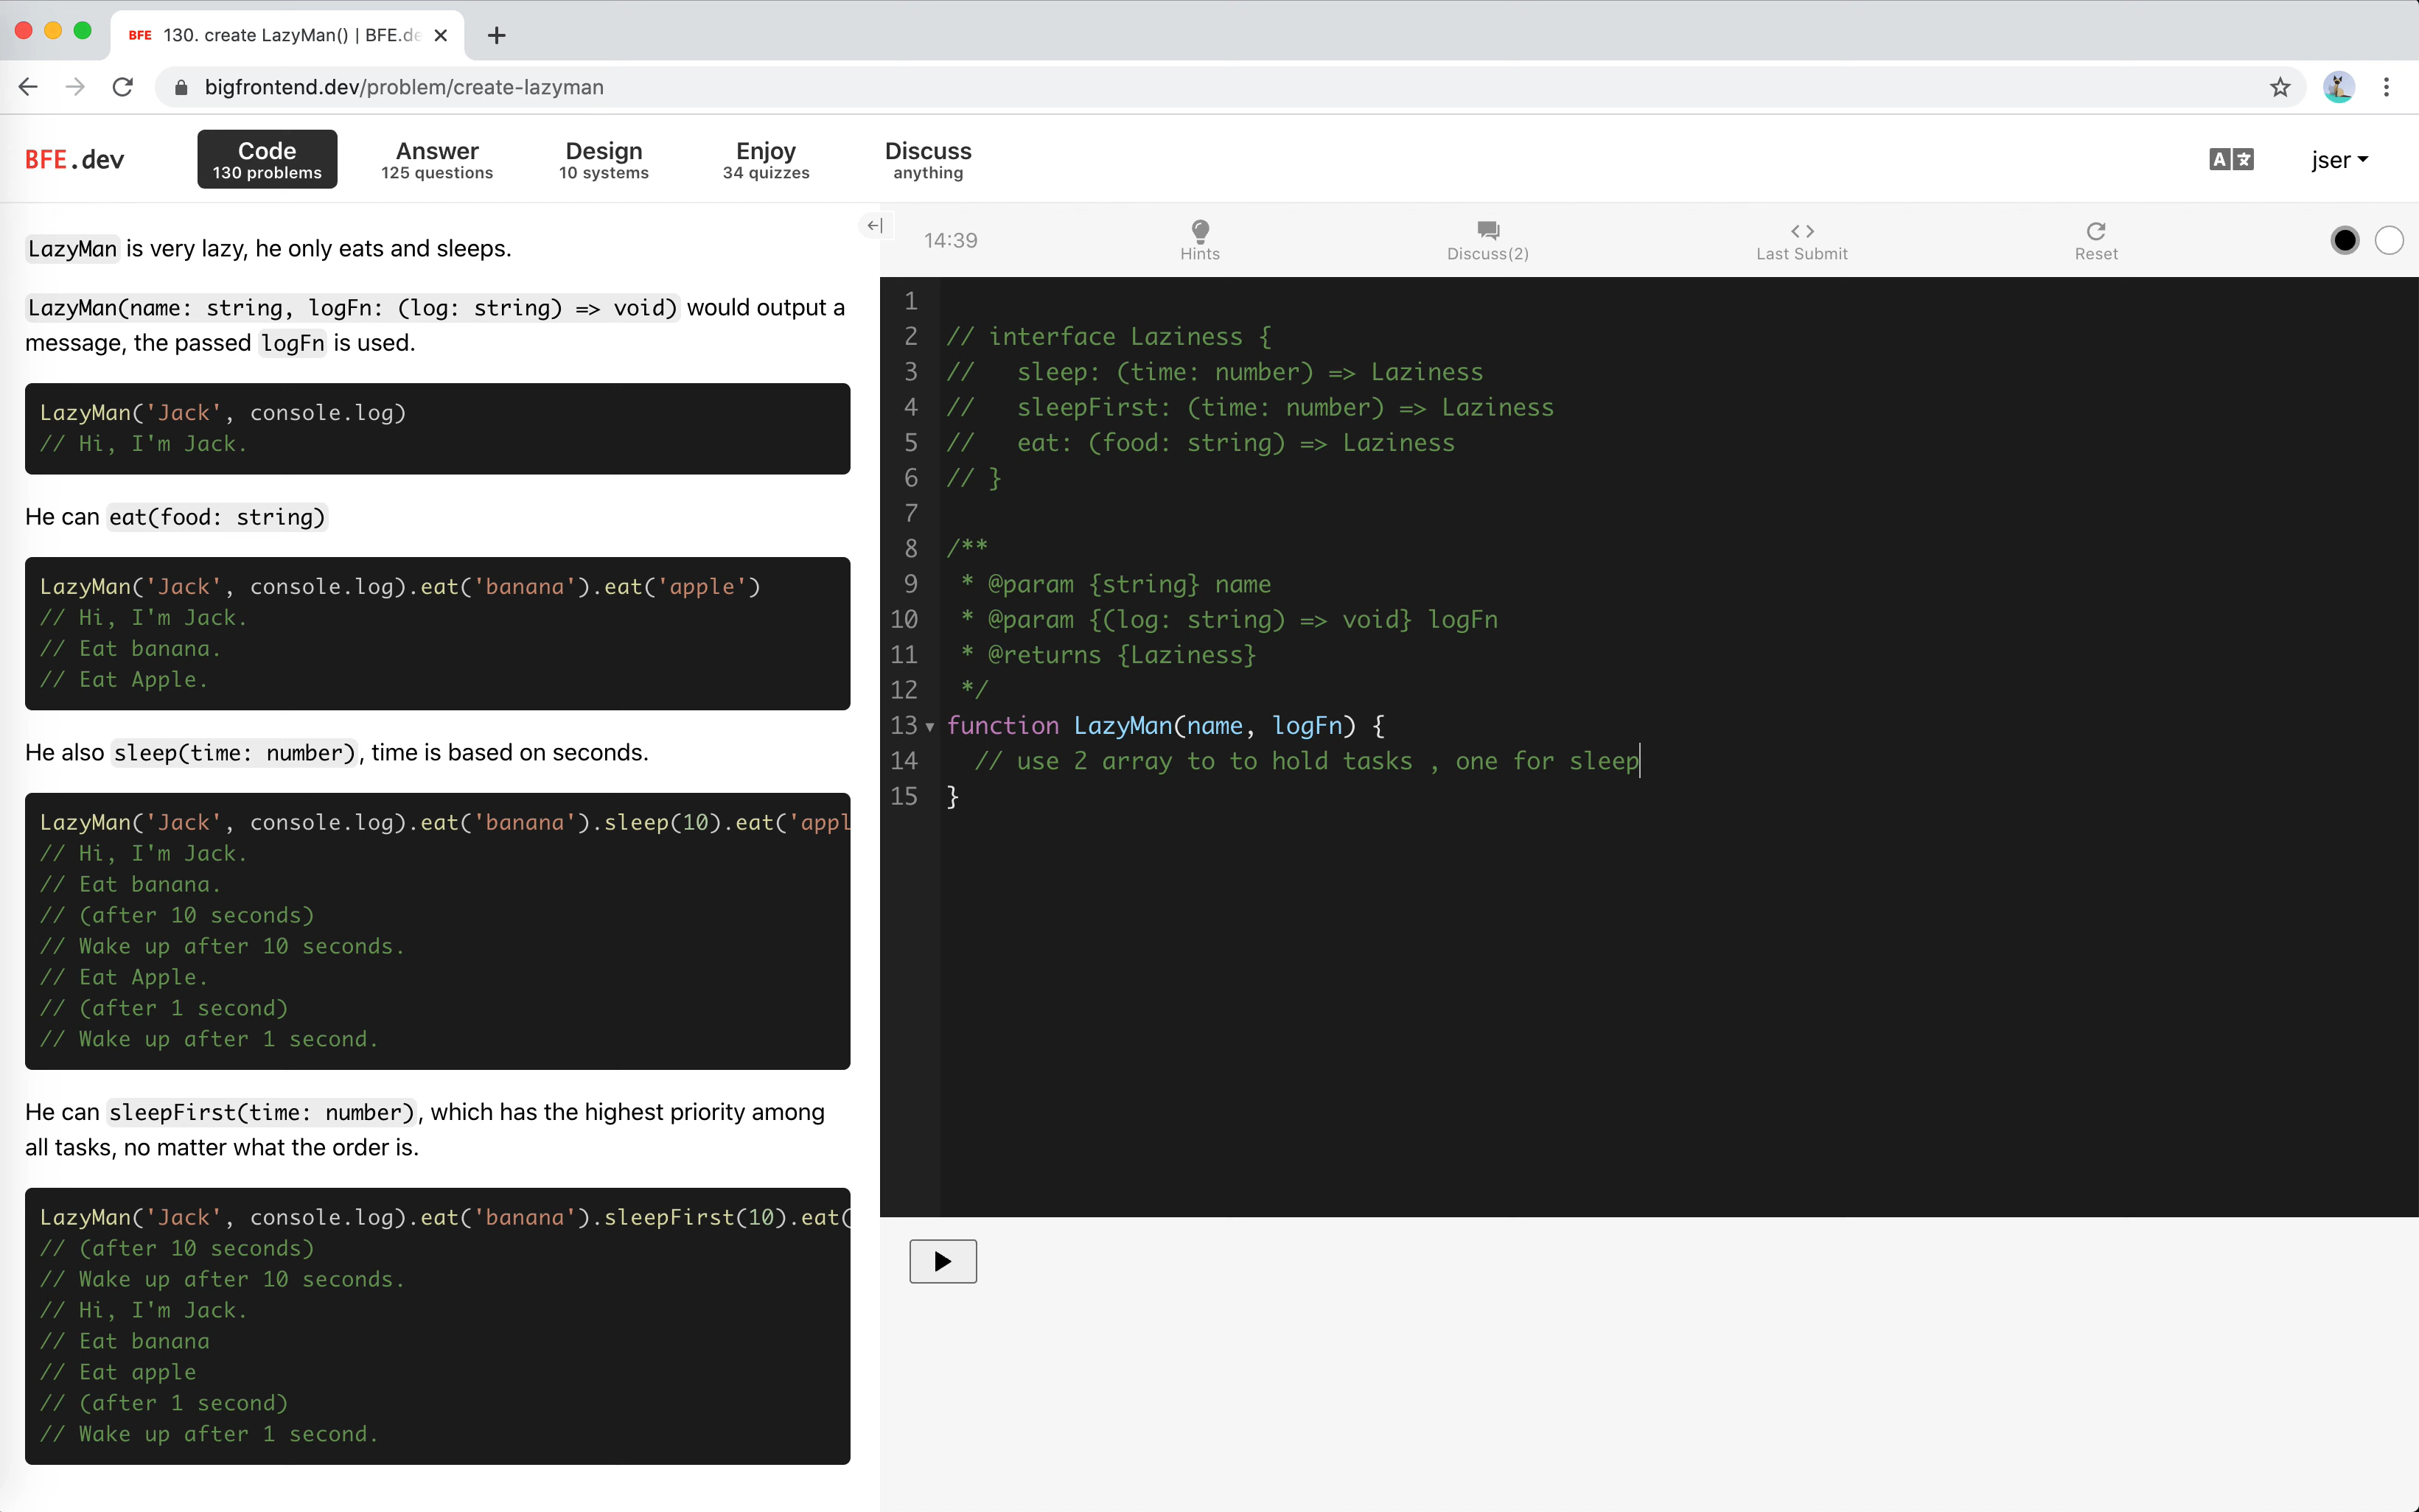 BFE 130. create LazyMan() | BFE.de
bigfrontend.dev/problem/create-lazyman
BFE.dev
Code
130 problems
Answer
125 questions
Design
10 systems
Enjoy
34 quizzes
Discuss
anything
A
jser
LazyMan is very lazy, he only eats and sleeps.
LazyMan(name: string, logFn: (log: string) => void) would output a
message, the passed logFn is used.
LazyMan('Jack', console.log)
// Hi, I'm Jack.
He can eat(food: string)
LazyMan('Jack', console.log).eat('banana').eat('apple')
// Hi, I'm Jack.
// Eat banana.
// Eat Apple.
He also sleep(time: number), time is based on seconds.
LazyMan('Jack', console.log).eat('banana').sleep(10).eat('appl
// Hi, I'm Jack.
// Eat banana.
// (after 10 seconds)
// Wake up after 10 seconds.
// Eat Apple.
// (after 1 second)
// Wake up after 1 second.
He can sleepFirst(time: number), which has the highest priority among
all tasks, no matter what the order is.
LazyMan('Jack', console.log).eat('banana').sleepFirst(10).eat(
// (after 10 seconds)
// Wake up after 10 seconds.
// Hi, I'm Jack.
// Eat banana
// Eat apple
// (after 1 second)
// Wake up after 1 second.
14:39
Hints
Discuss(2)
Last Submit
Reset
1
2 // interface Laziness {
3 //   sleep: (time: number) => Laziness
4 //   sleepFirst: (time: number) => Laziness
5 //   eat: (food: string) => Laziness
6 // }
7
8 /**
9  * @param {string} name
10  * @param {(log: string) => void} logFn
11  * @returns {Laziness}
12  */
13 function LazyMan(name, logFn) {
14   // use 2 array to to hold tasks , one for sleep
15 }